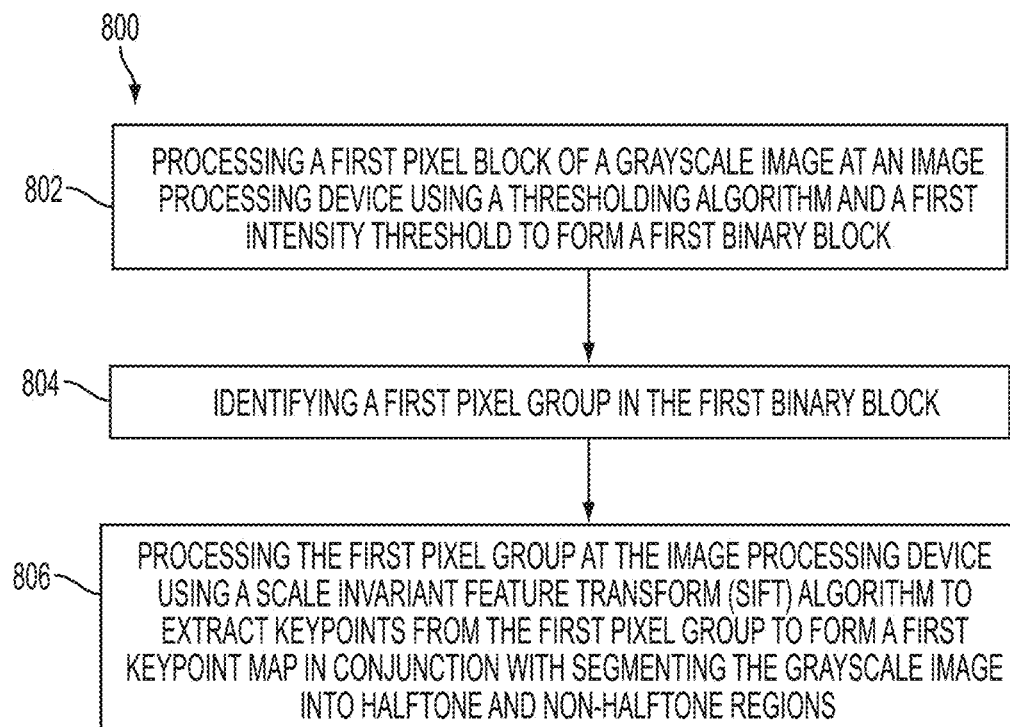 800
802
PROCESSING A FIRST PIXEL BLOCK OF A GRAYSCALE IMAGE AT AN IMAGE
PROCESSING DEVICE USING A THRESHOLDING ALGORITHM AND A FIRST
INTENSITY THRESHOLD TO FORM A FIRST BINARY BLOCK
804
IDENTIFYING A FIRST PIXEL GROUP IN THE FIRST BINARY BLOCK
806
PROCESSING THE FIRST PIXEL GROUP AT THE IMAGE PROCESSING DEVICE
USING A SCALE INVARIANT FEATURE TRANSFORM (SIFT) ALGORITHM TO
EXTRACT KEYPOINTS FROM THE FIRST PIXEL GROUP TO FORM A FIRST
KEYPOINT MAP IN CONJUNCTION WITH SEGMENTING THE GRAYSCALE IMAGE
INTO HALFTONE AND NON-HALFTONE REGIONS